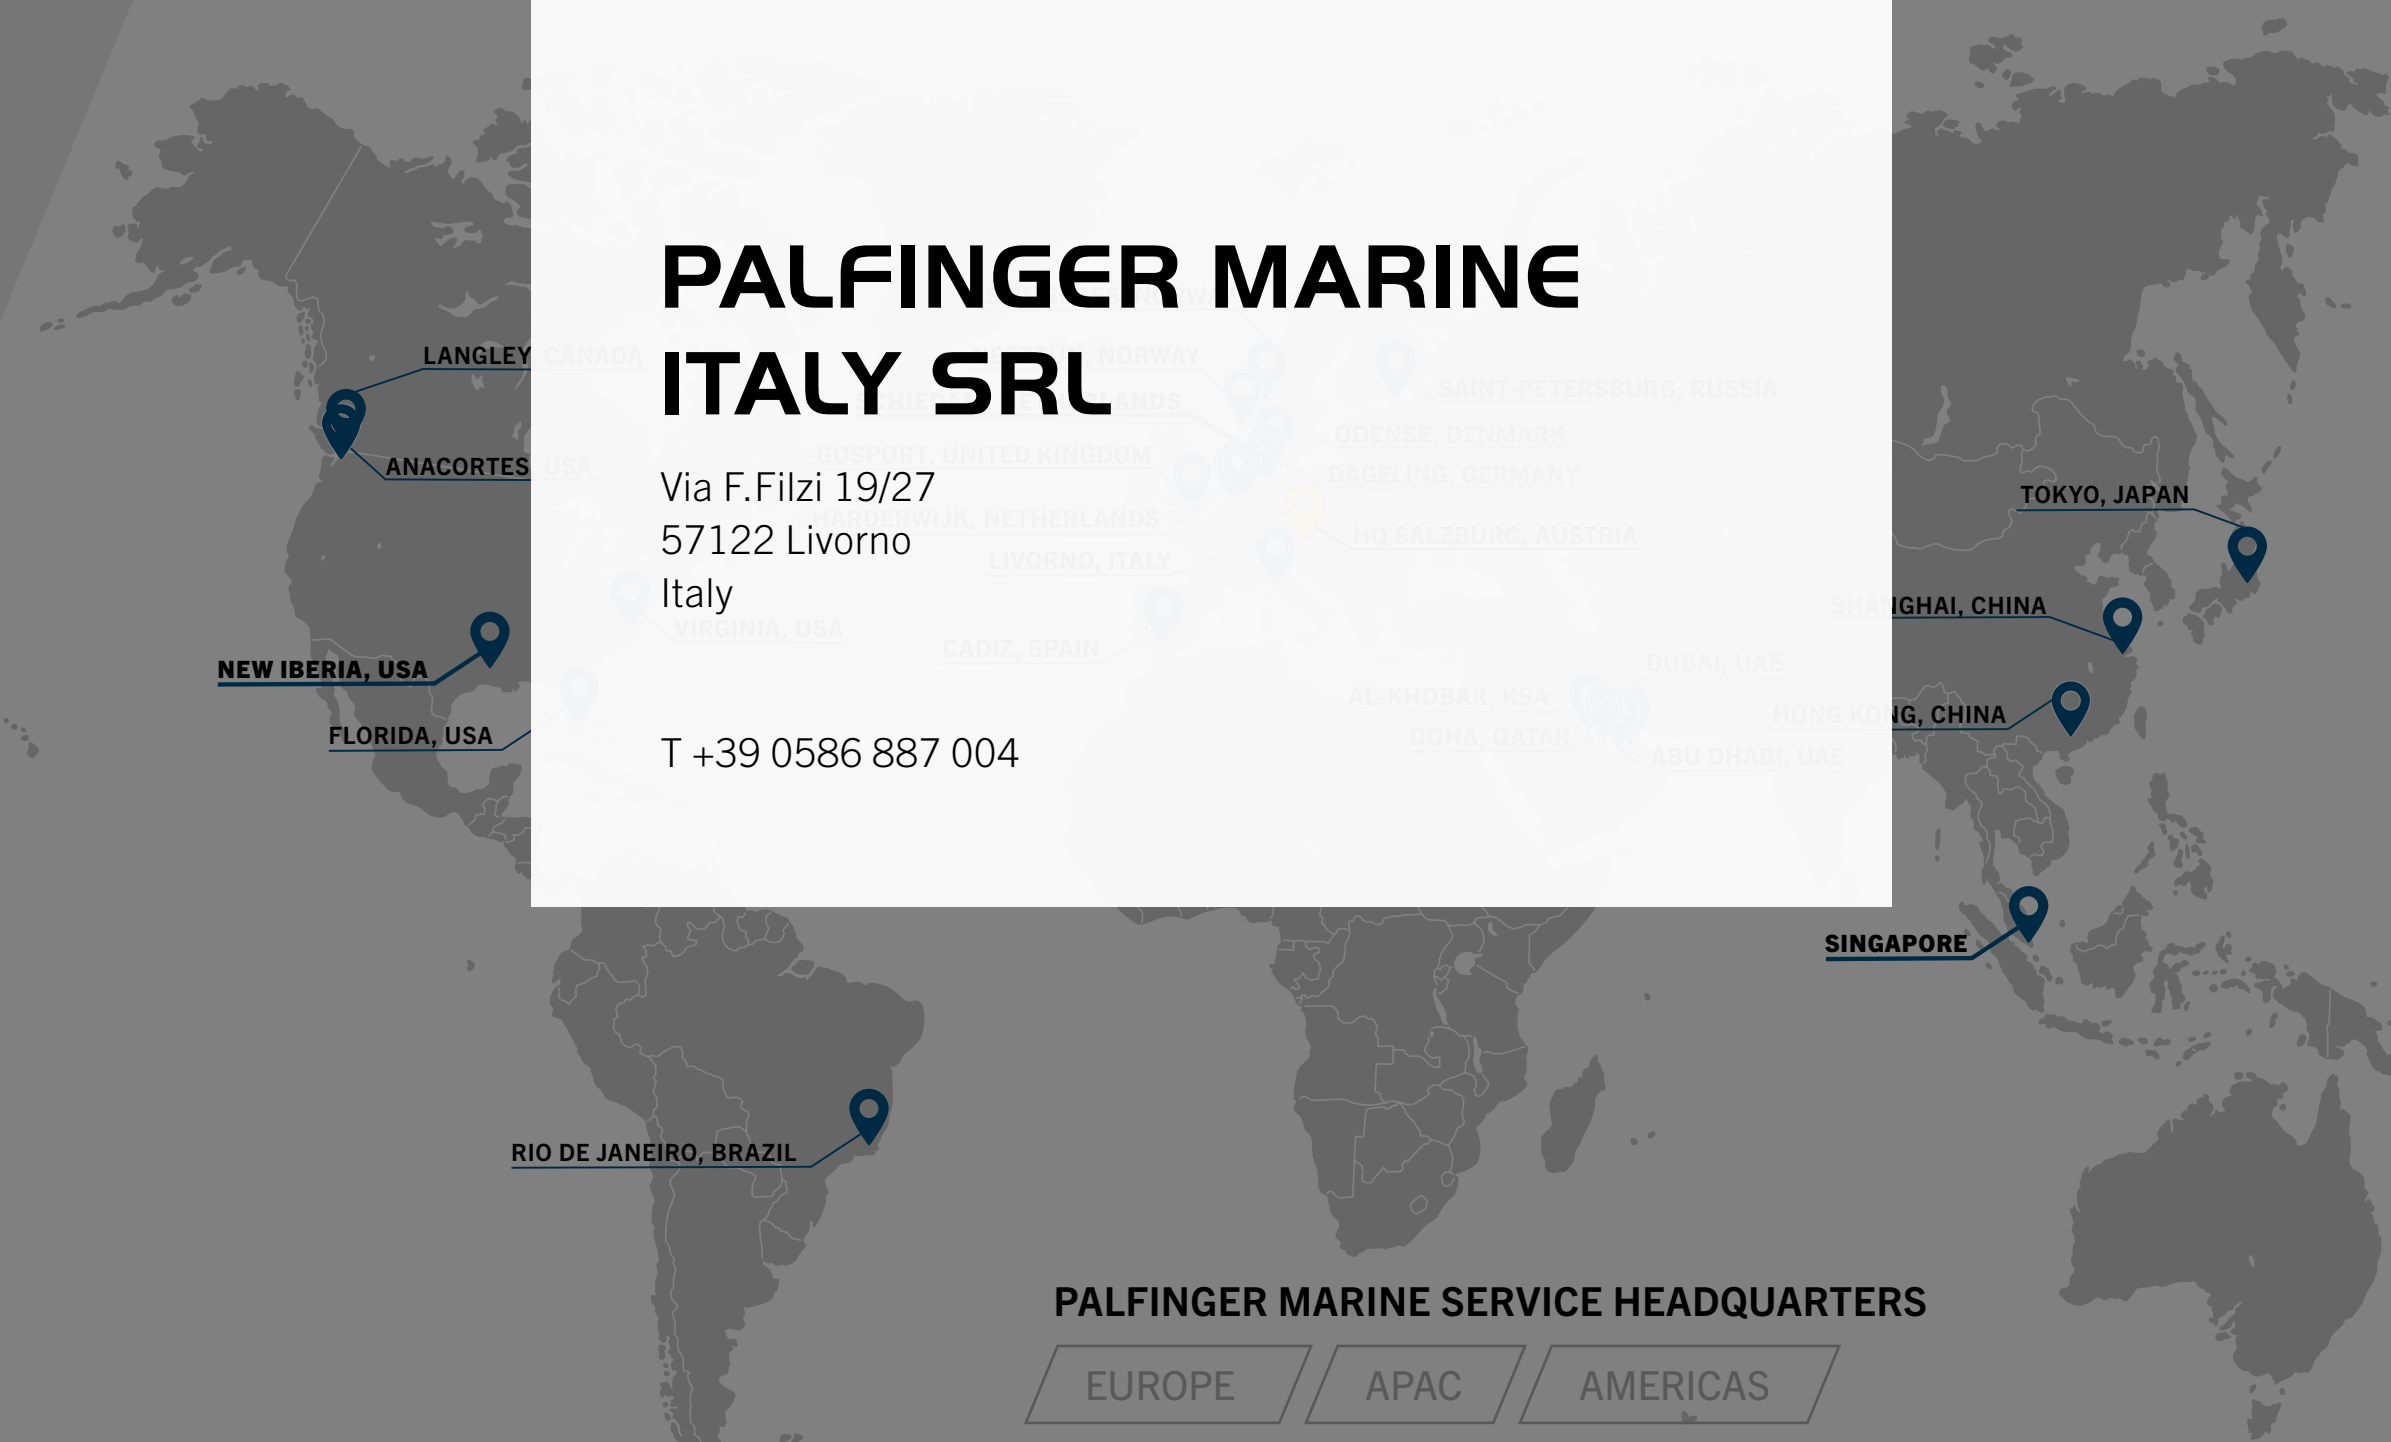 PALFINGER MARINE
ITALY SRL
Via F.Filzi 19/27
57122 Livorno
Italy
T +39 0586 887 004
LANGLEY, CANADA
ANACORTES, USA
NEW IBERIA, USA
FLORIDA, USA
VIRGINIA, USA
RIO DE JANEIRO, BRAZIL
NORWAY
SAINT-PETERSBURG, RUSSIA
ODENSE, DENMARK
GOSPORT, UNITED KINGDOM
DÄGELING, GERMANY
HARDERWIJK, NETHERLANDS
HQ SALZBURG, AUSTRIA
LIVORNO, ITALY
CADIZ, SPAIN
DUBAI, UAE
AL-KHOBAR, KSA
DOHA, QATAR
ABU DHABI, UAE
TOKYO, JAPAN
SHANGHAI, CHINA
HONG KONG, CHINA
SINGAPORE
PALFINGER MARINE SERVICE HEADQUARTERS
EUROPE
APAC
AMERICAS